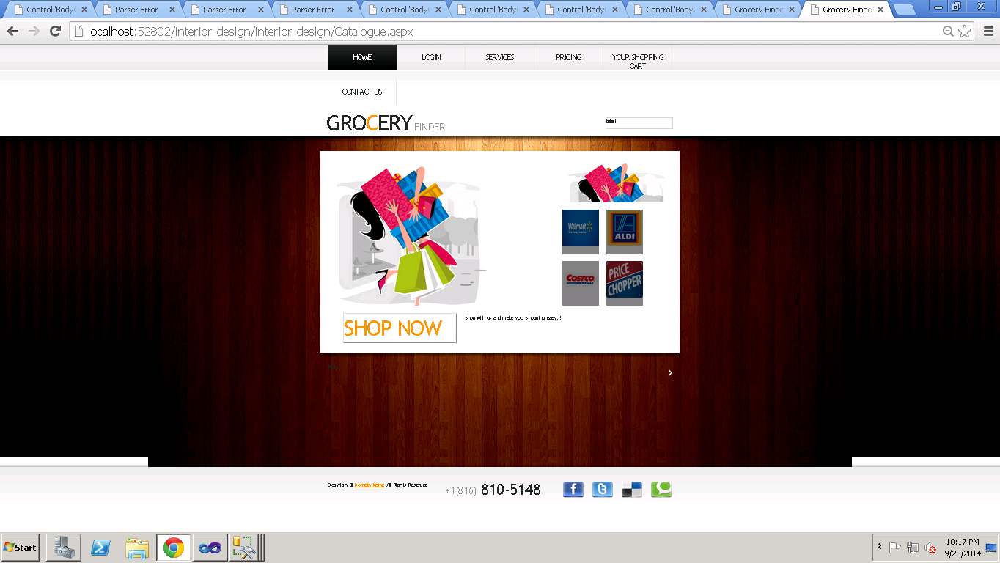 Control 'Body
Parser Error
Parser Error
Parser Error
Control 'Body
Control 'Body
Control 'Body
Control 'Body
Grocery Finde
Grocery Finde
localhost:52802/interior-design/interior-design/Catalogue.aspx
HOME
LOGIN
SERVICES
PRICING
YOUR SHOPPING
CART
CONTACT US
GROCERY FINDER
label
Walmart
ALDI
COSTCO
WHOLESALE
PRICE
CHOPPER
SHOP NOW
shop with us and make your shopping easy..!
Copyright © Domain Name All Rights Reserved
+1(816) 810-5148
Start
10:17 PM
9/28/2014